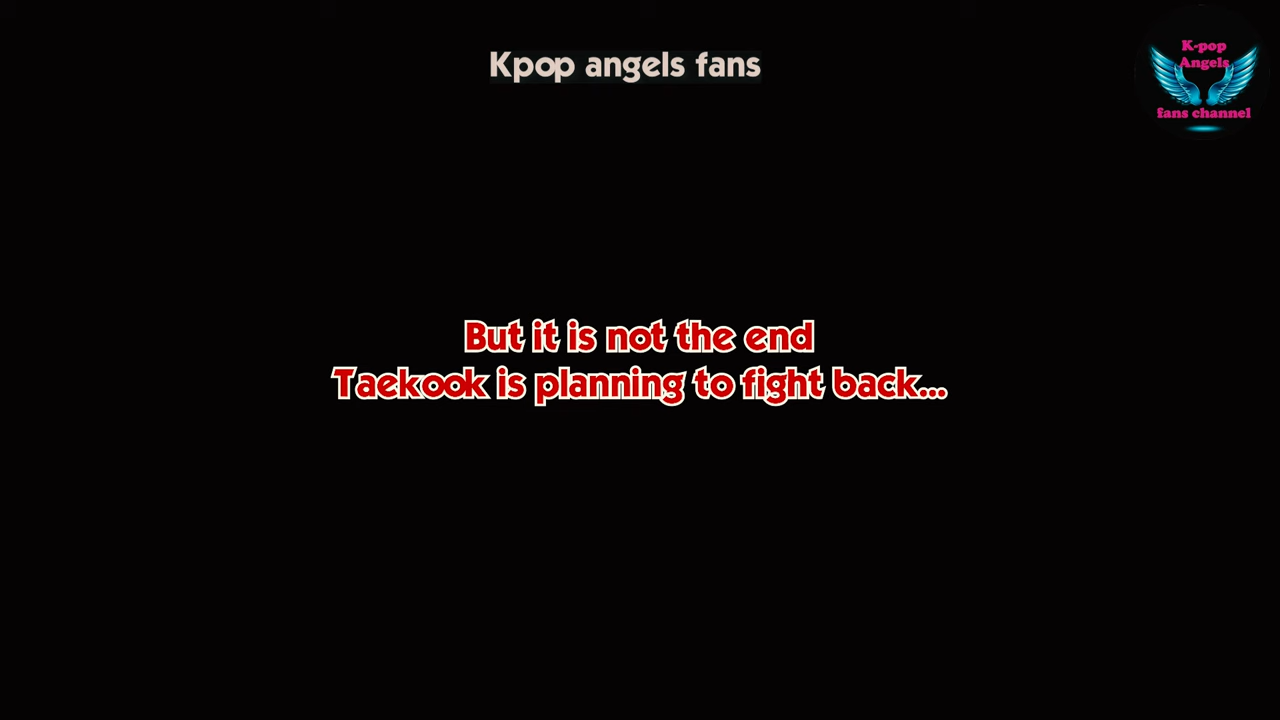 Kpop angels fans
K-pop
Angels
fans channel
But it is not the end
Taekook is planning to fight back...